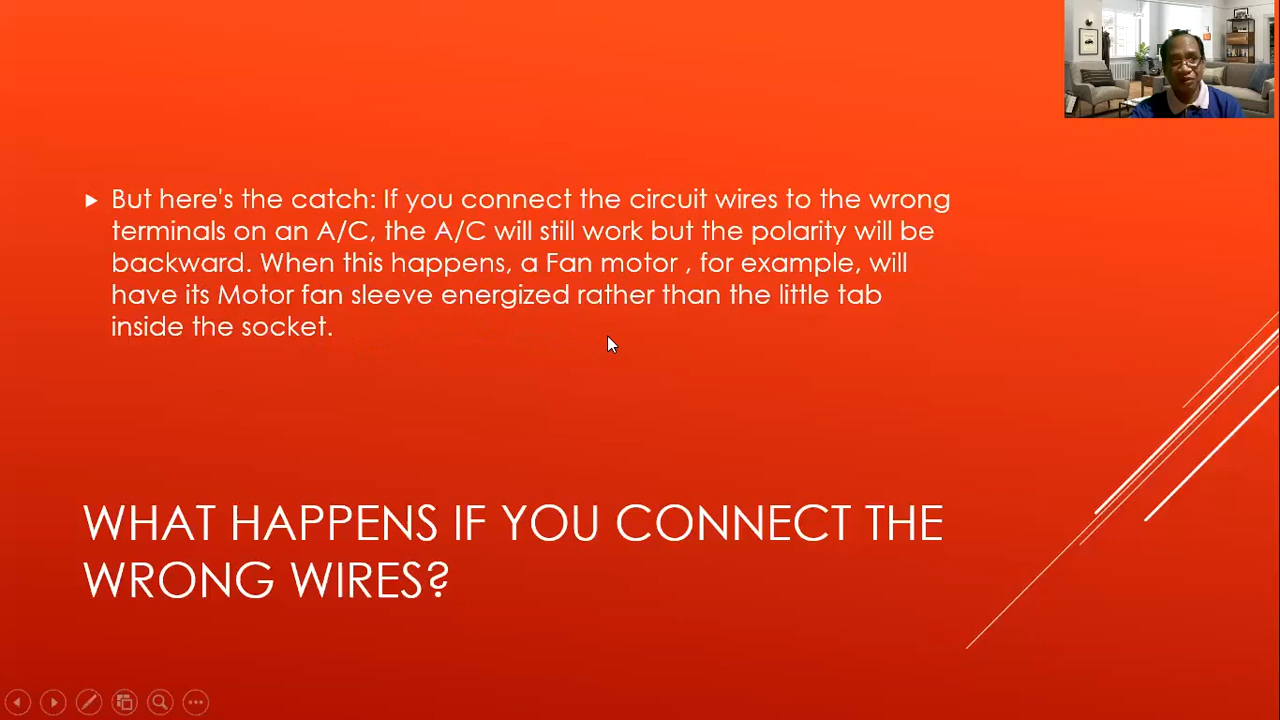 But here's the catch: If you connect the circuit wires to the wrong
terminals on an A/C, the A/C will still work but the polarity will be
backward. When this happens, a Fan motor , for example, will
have its Motor fan sleeve energized rather than the little tab
inside the socket.
WHAT HAPPENS IF YOU CONNECT THE
WRONG WIRES?